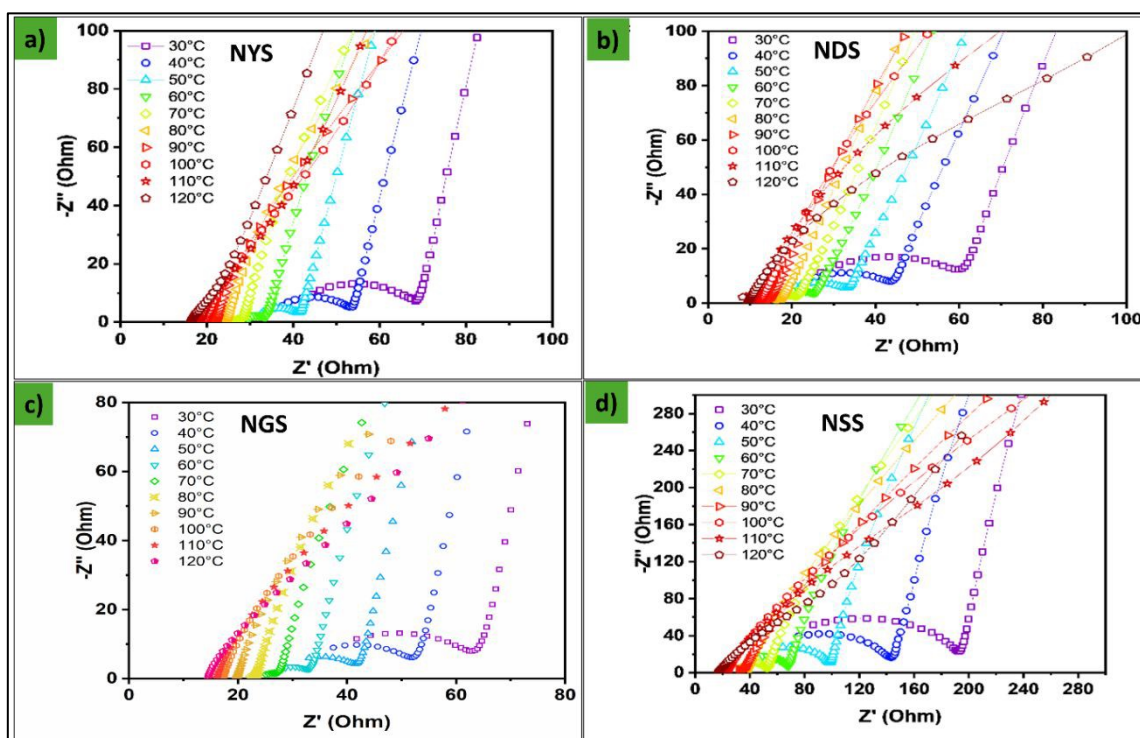 a)
NYS
30°C
40°C
50°C
60°C
70°C
80°C
90°C
100°C
110°C
120°C
100
80
60
40
20
0
0
20
40
60
80
100
-Z" (Ohm)
Z' (Ohm)
b)
NDS
30°C
40°C
50°C
60°C
70°C
80°C
90°C
100°C
110°C
120°C
100
80
60
40
20
0
0
20
40
60
80
100
-Z" (Ohm)
Z' (Ohm)
c)
NGS
30°C
40°C
50°C
60°C
70°C
80°C
90°C
100°C
110°C
120°C
80
60
40
20
0
0
20
40
60
80
-Z" (Ohm)
Z' (Ohm)
d)
NSS
30°C
40°C
50°C
60°C
70°C
80°C
90°C
100°C
110°C
120°C
280
240
200
160
120
80
40
0
0
40
80
120
160
200
240
280
-Z" (Ohm)
Z' (Ohm)